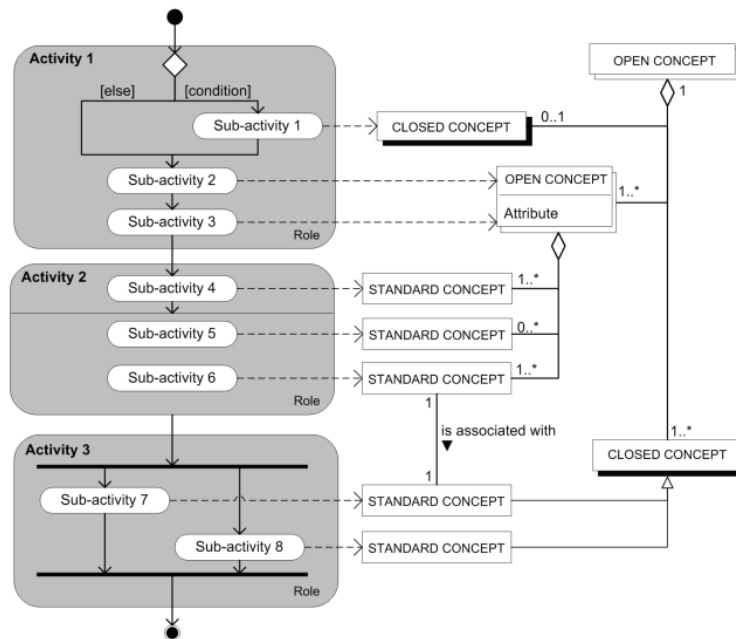 Activity 1
[else]
[condition]
Sub-activity 1
Sub-activity 2
Sub-activity 3
Role
Activity 2
Sub-activity 4
Sub-activity 5
Sub-activity 6
Role
Activity 3
Sub-activity 7
Sub-activity 8
Role
OPEN CONCEPT
1
CLOSED CONCEPT
0..1
OPEN CONCEPT
Attribute
1..*
STANDARD CONCEPT
1..*
STANDARD CONCEPT
0..*
STANDARD CONCEPT
1..*
1
is associated with
1
1..*
CLOSED CONCEPT
STANDARD CONCEPT
STANDARD CONCEPT